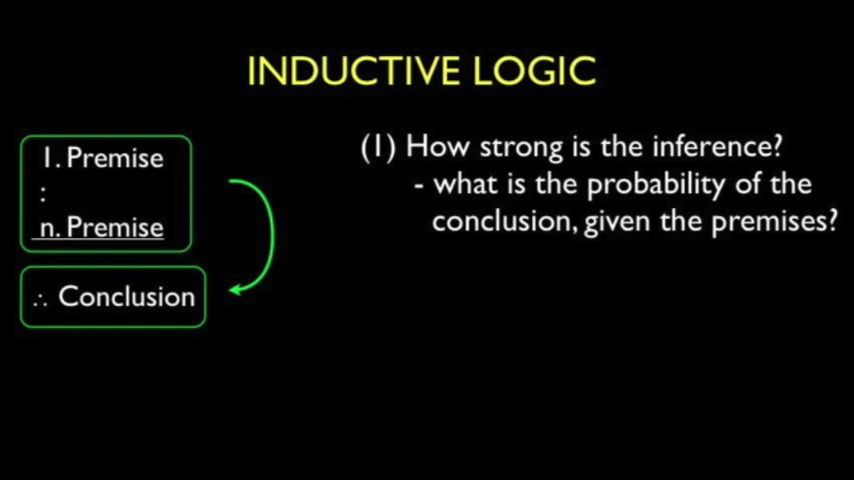 INDUCTIVE LOGIC
1. Premise
:
n. Premise
∴ Conclusion
(1) How strong is the inference?
- what is the probability of the
conclusion, given the premises?